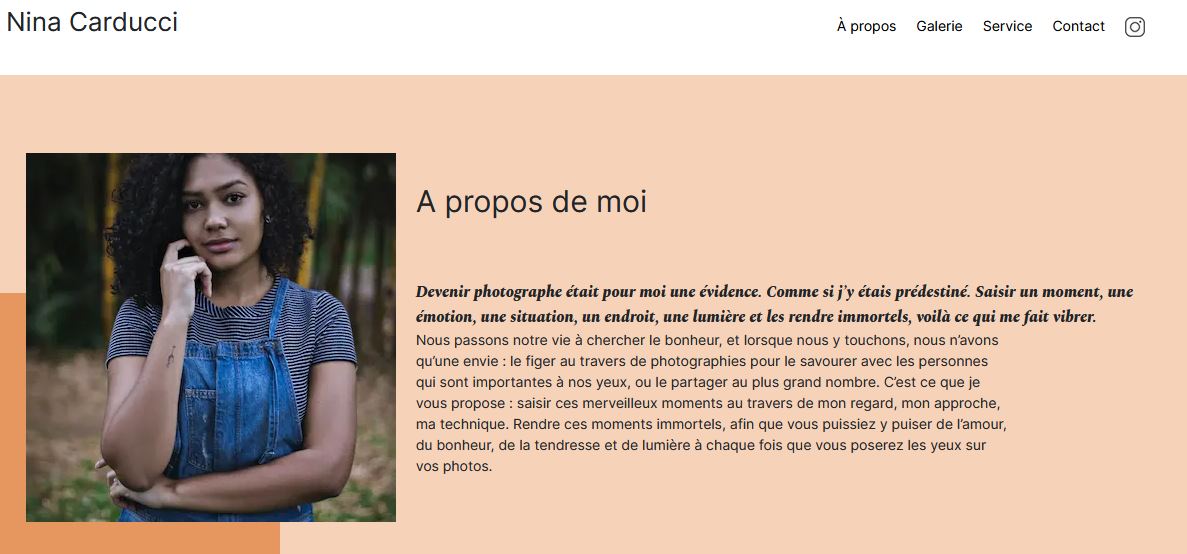 Nina Carducci
À propos Galerie Service Contact
A propos de moi
Devenir photographe était pour moi une évidence. Comme si j’y étais prédestiné. Saisir un moment, une
émotion, une situation, un endroit, une lumière et les rendre immortels, voilà ce qui me fait vibrer.
Nous passons notre vie à chercher le bonheur, et lorsque nous y touchons, nous n’avons
qu’une envie : le figer au travers de photographies pour le savourer avec les personnes
qui sont importantes à nos yeux, ou le partager au plus grand nombre. C’est ce que je
vous propose : saisir ces merveilleux moments au travers de mon regard, mon approche,
ma technique. Rendre ces moments immortels, afin que vous puissiez y puiser de l’amour,
du bonheur, de la tendresse et de lumière à chaque fois que vous poserez les yeux sur
vos photos.